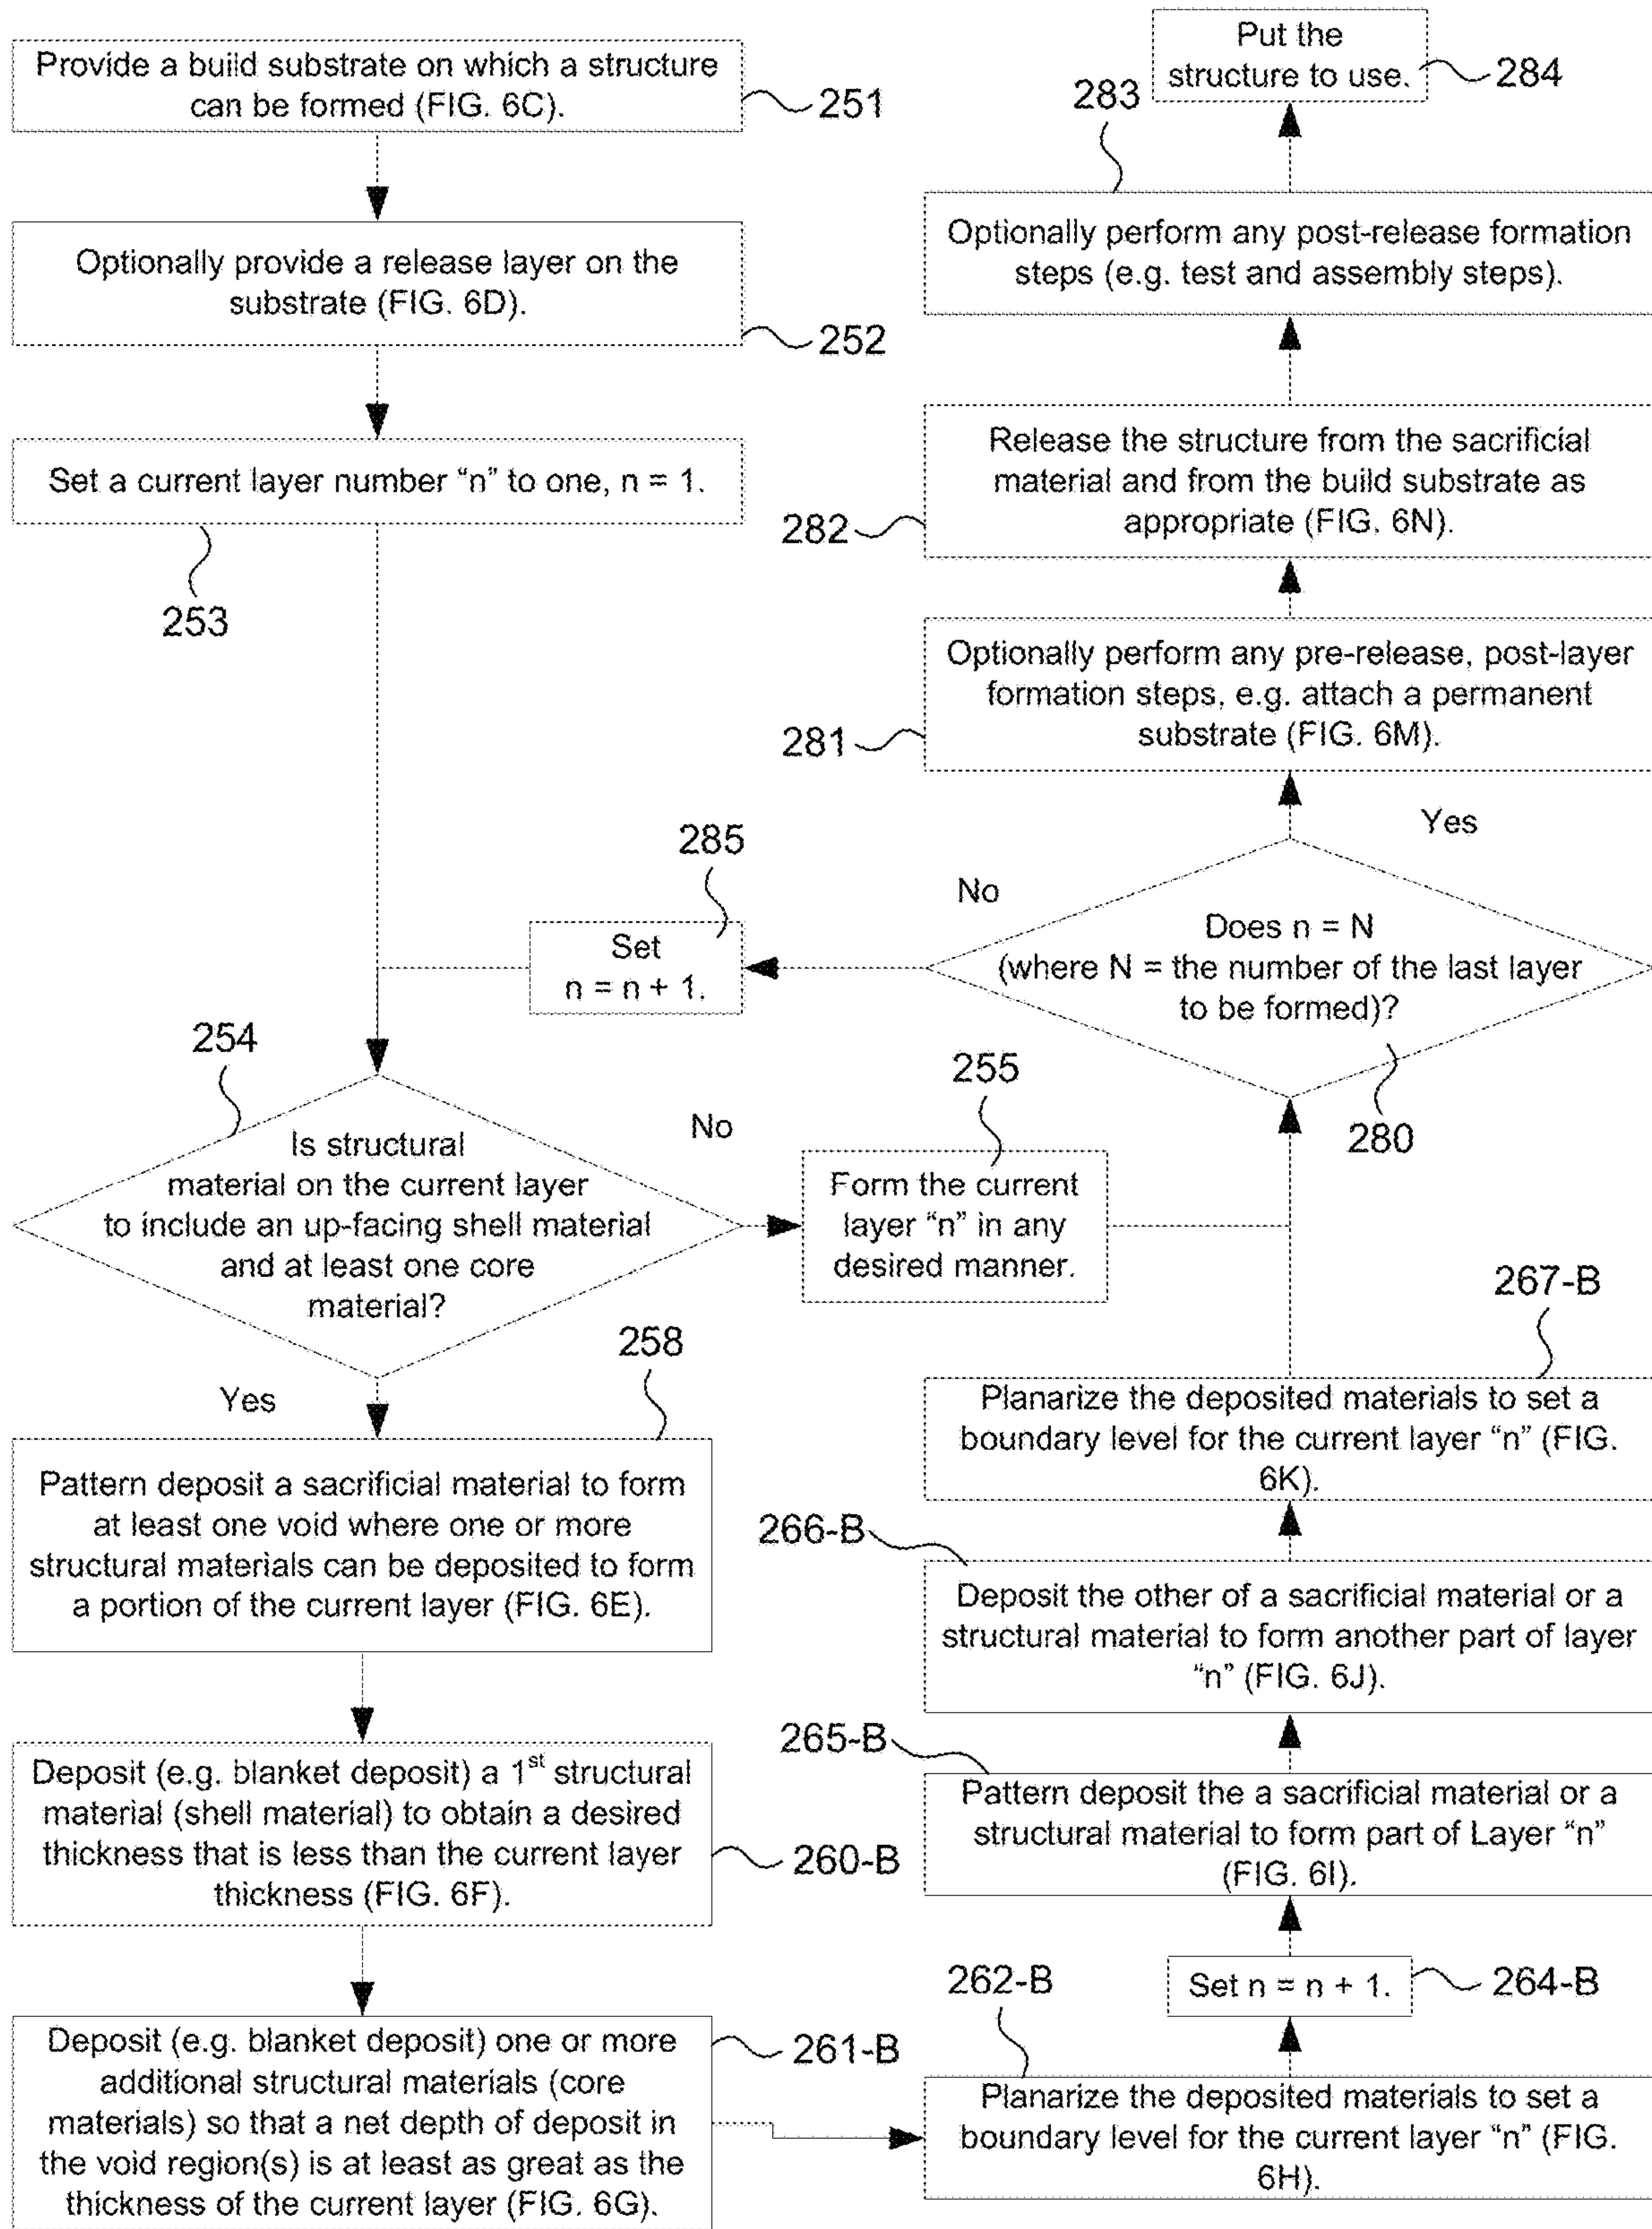 Provide a build substrate on which a structure
can be formed (FIG. 6C).
251
Optionally provide a release layer on the
substrate (FIG. 6D).
252
Set a current layer number “n” to one, n = 1.
253
254
Is structural
material on the current layer
to include an up-facing shell material
and at least one core
material?
No
Yes
255
Form the current
layer “n” in any
desired manner.
258
Pattern deposit a sacrificial material to form
at least one void where one or more
structural materials can be deposited to form
a portion of the current layer (FIG. 6E).
Deposit (e.g. blanket deposit) a 1st structural
material (shell material) to obtain a desired
thickness that is less than the current layer
thickness (FIG. 6F).
260-B
Deposit (e.g. blanket deposit) one or more
additional structural materials (core
materials) so that a net depth of deposit in
the void region(s) is at least as great as the
thickness of the current layer (FIG. 6G).
261-B
262-B
Planarize the deposited materials to set a
boundary level for the current layer “n” (FIG.
6H).
Set n = n + 1.
264-B
265-B
Pattern deposit the a sacrificial material or a
structural material to form part of Layer “n”
(FIG. 6I).
266-B
Deposit the other of a sacrificial material or a
structural material to form another part of layer
“n” (FIG. 6J).
267-B
Planarize the deposited materials to set a
boundary level for the current layer “n” (FIG.
6K).
Does n = N
(where N = the number of the last layer
to be formed)?
280
No
Yes
285
Set
n = n + 1.
Optionally perform any pre-release, post-layer
formation steps, e.g. attach a permanent
substrate (FIG. 6M).
281
Release the structure from the sacrificial
material and from the build substrate as
appropriate (FIG. 6N).
282
283
Optionally perform any post-release formation
steps (e.g. test and assembly steps).
Put the
structure to use.
284